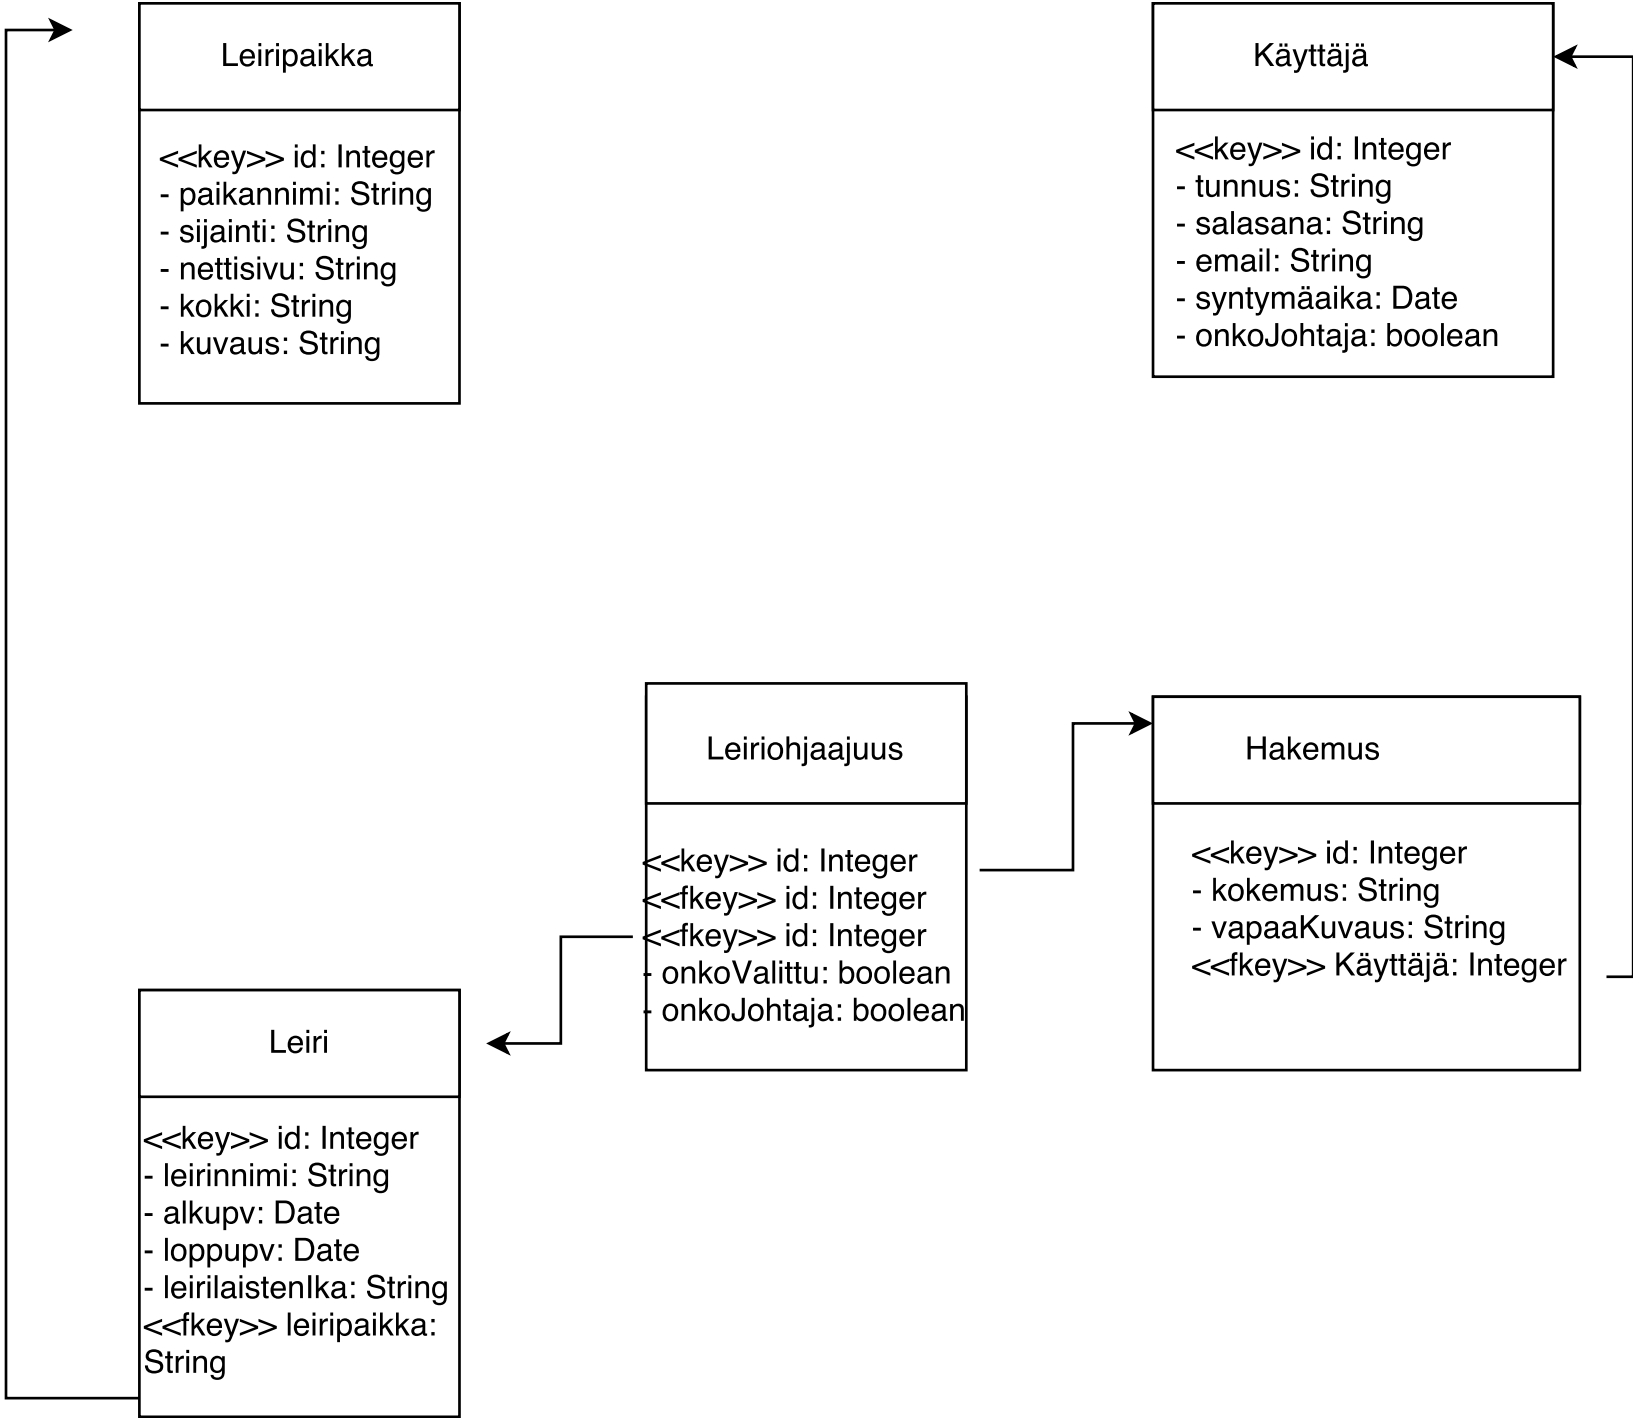 Leiripaikka
<<key>> id: Integer
- paikannimi: String
- sijainti: String
- nettisivu: String
- kokki: String
- kuvaus: String
Käyttäjä
<<key>> id: Integer
- tunnus: String
- salasana: String
- email: String
- syntymäaika: Date
- onkoJohtaja: boolean
Leiriohjaajuus
<<key>> id: Integer
<<fkey>> id: Integer
<<fkey>> id: Integer
- onkoValittu: boolean
- onkoJohtaja: boolean
Hakemus
<<key>> id: Integer
- kokemus: String
- vapaaKuvaus: String
<<fkey>> Käyttäjä: Integer
Leiri
<<key>> id: Integer
- leirinnimi: String
- alkupv: Date
- loppupv: Date
- leirilaistenIka: String
<<fkey>> leiripaikka:
String